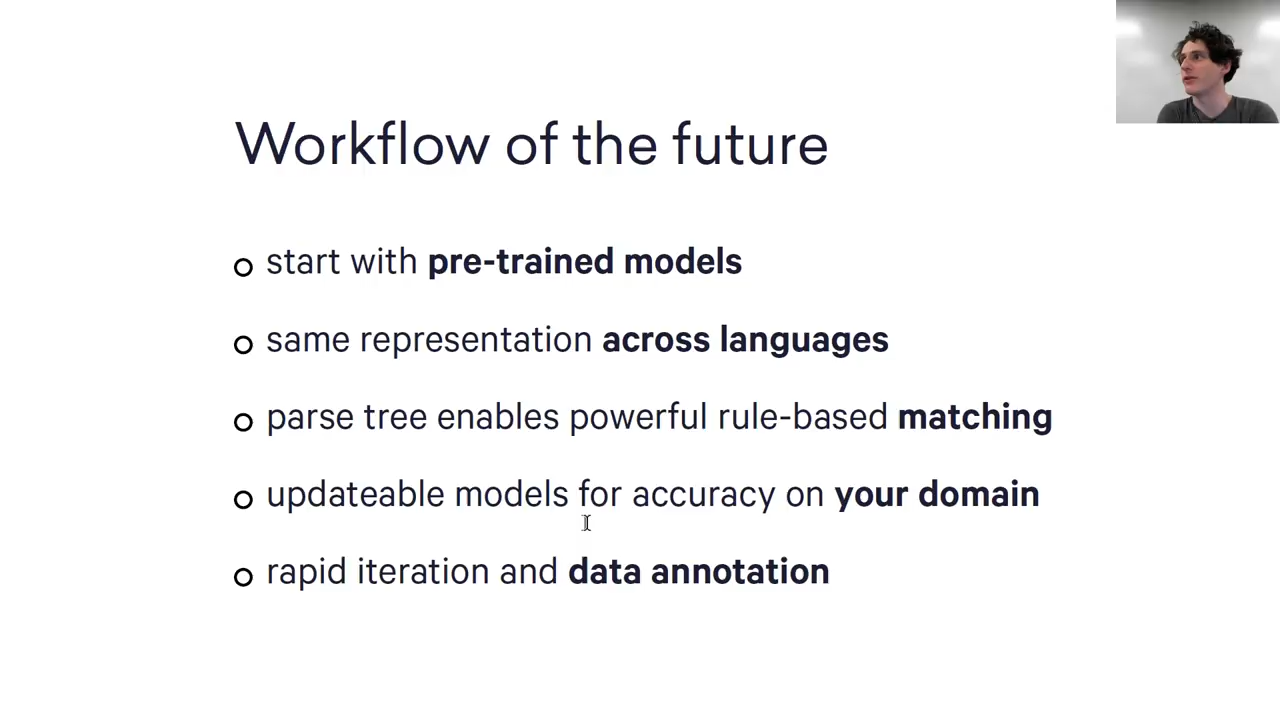 Workflow of the future
start with pre-trained models
same representation across languages
parse tree enables powerful rule-based matching
updateable models for accuracy on your domain
rapid iteration and data annotation